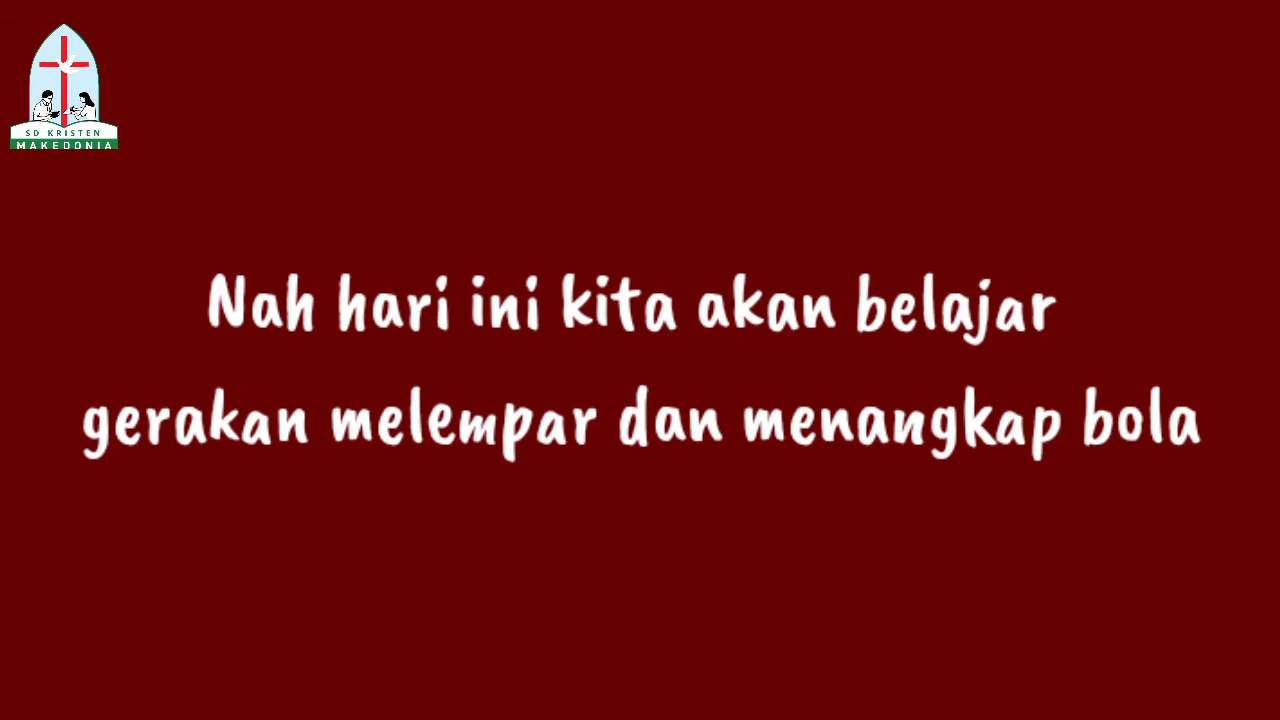 SD KRISTEN
MAKEDONIA
Nah hari ini kita akan belajar
gerakan melempar dan menangkap bola